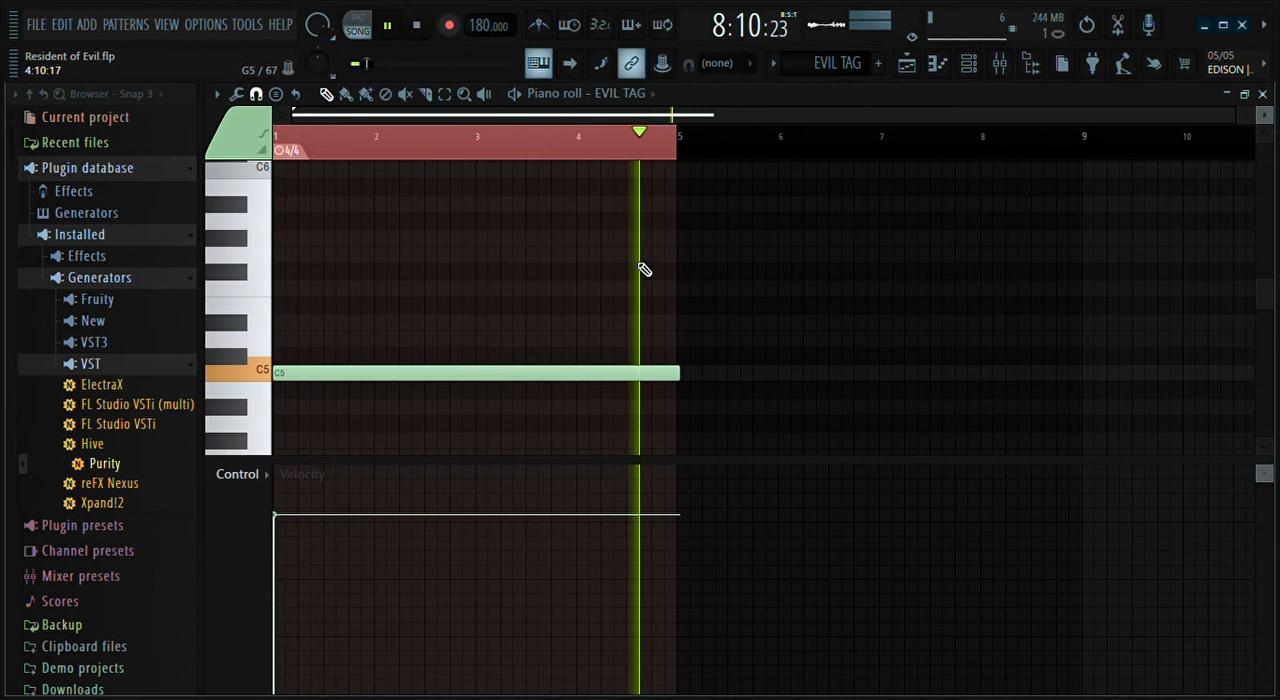 FILE EDIT ADD PATTERNS VIEW OPTIONS TOOLS HELP
PAT
SONG
180.000
3.2.
8:10:23
B:S:T
6
244 MB
1
Resident of Evil.flp
4:10:17
G5 / 67
(none)
EVIL TAG
05/05
EDISON |..
Browser - Snap 3
Piano roll - EVIL TAG
Current project
Recent files
Plugin database
Effects
Generators
Installed
Effects
Generators
Fruity
New
VST3
VST
ElectraX
FL Studio VSTi (multi)
FL Studio VSTi
Hive
Purity
reFX Nexus
Xpand!2
Plugin presets
Channel presets
Mixer presets
Scores
Backup
Clipboard files
Demo projects
Downloads
1 2 3 4 5 6 7 8 9 10
4/4
C6
C5
C5
Control
Velocity